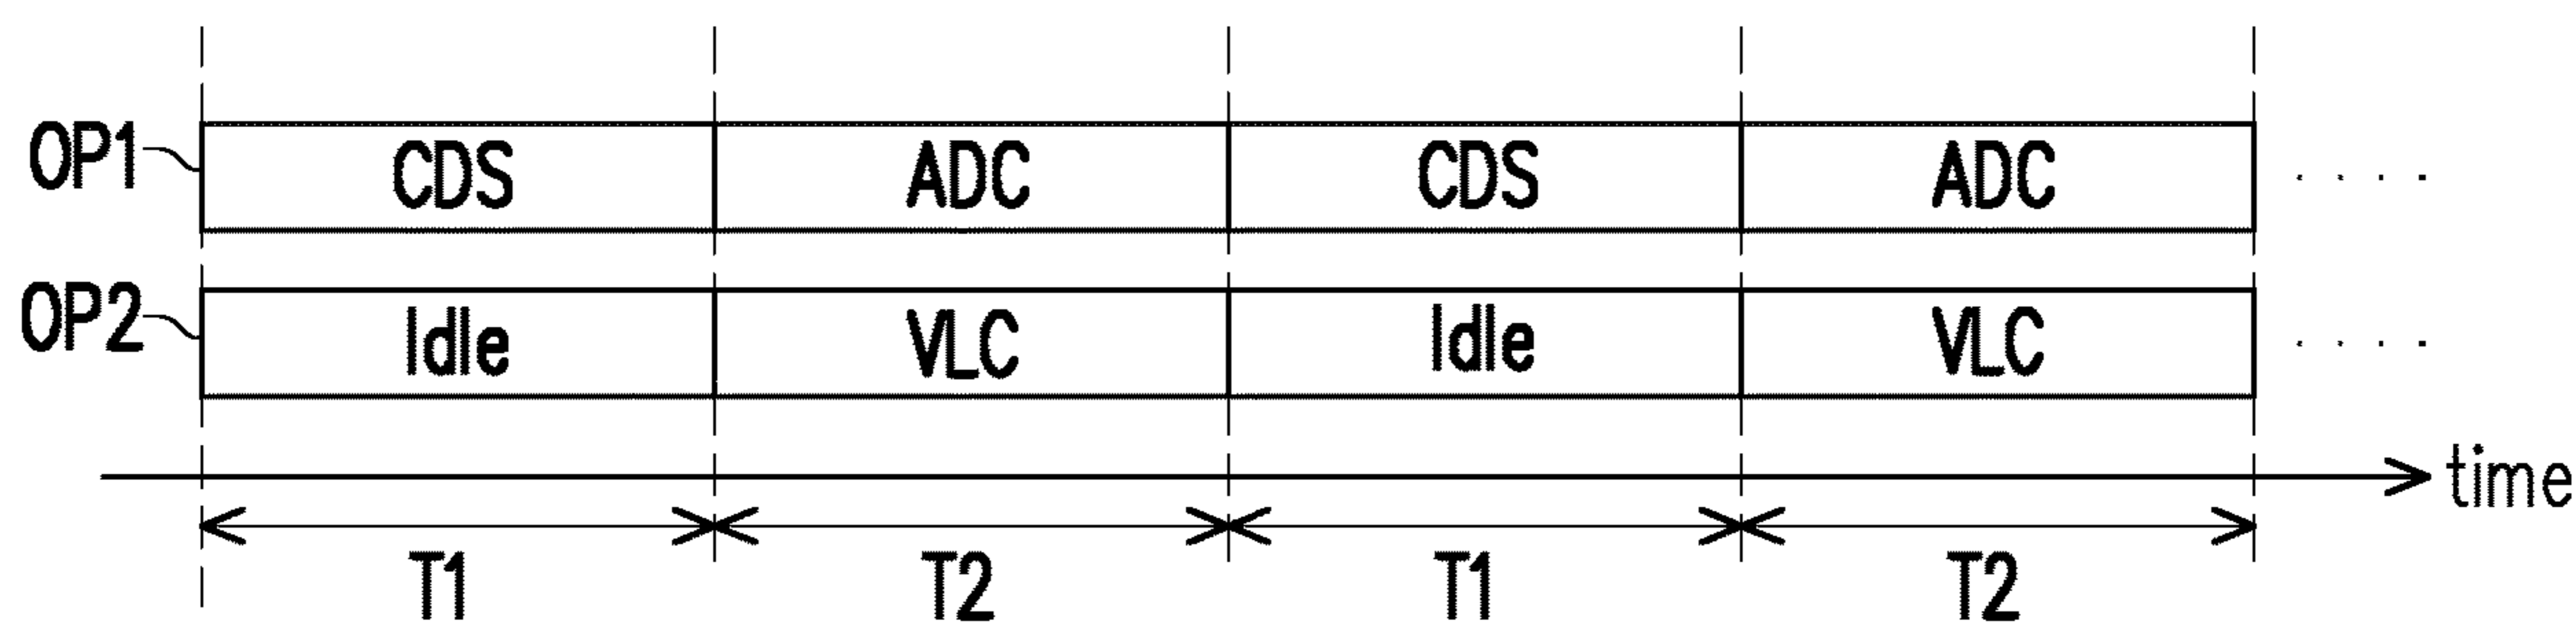 OP1 CDS ADC CDS ADC ....
OP2 Idle VLC Idle VLC ....
time
T1 T2 T1 T2